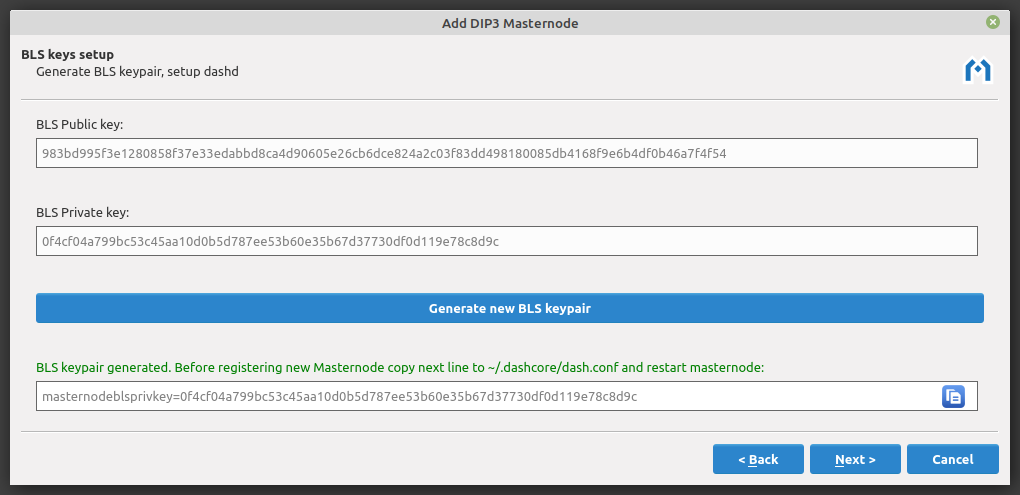 Add DIP3 Masternode
BLS keys setup
Generate BLS keypair, setup dashd
BLS Public key:
983bd995f3e1280858f37e33edabbd8ca4d90605e26cb6dce824a2c03f83dd498180085db4168f9e6b4df0b46a7f4f54
BLS Private key:
0f4cf04a799bc53c45aa10d0b5d787ee53b60e35b67d37730df0d119e78c8d9c
Generate new BLS keypair
BLS keypair generated. Before registering new Masternode copy next line to ~/.dashcore/dash.conf and restart masternode:
masternodeblsprivkey=0f4cf04a799bc53c45aa10d0b5d787ee53b60e35b67d37730df0d119e78c8d9c
< Back
Next >
Cancel